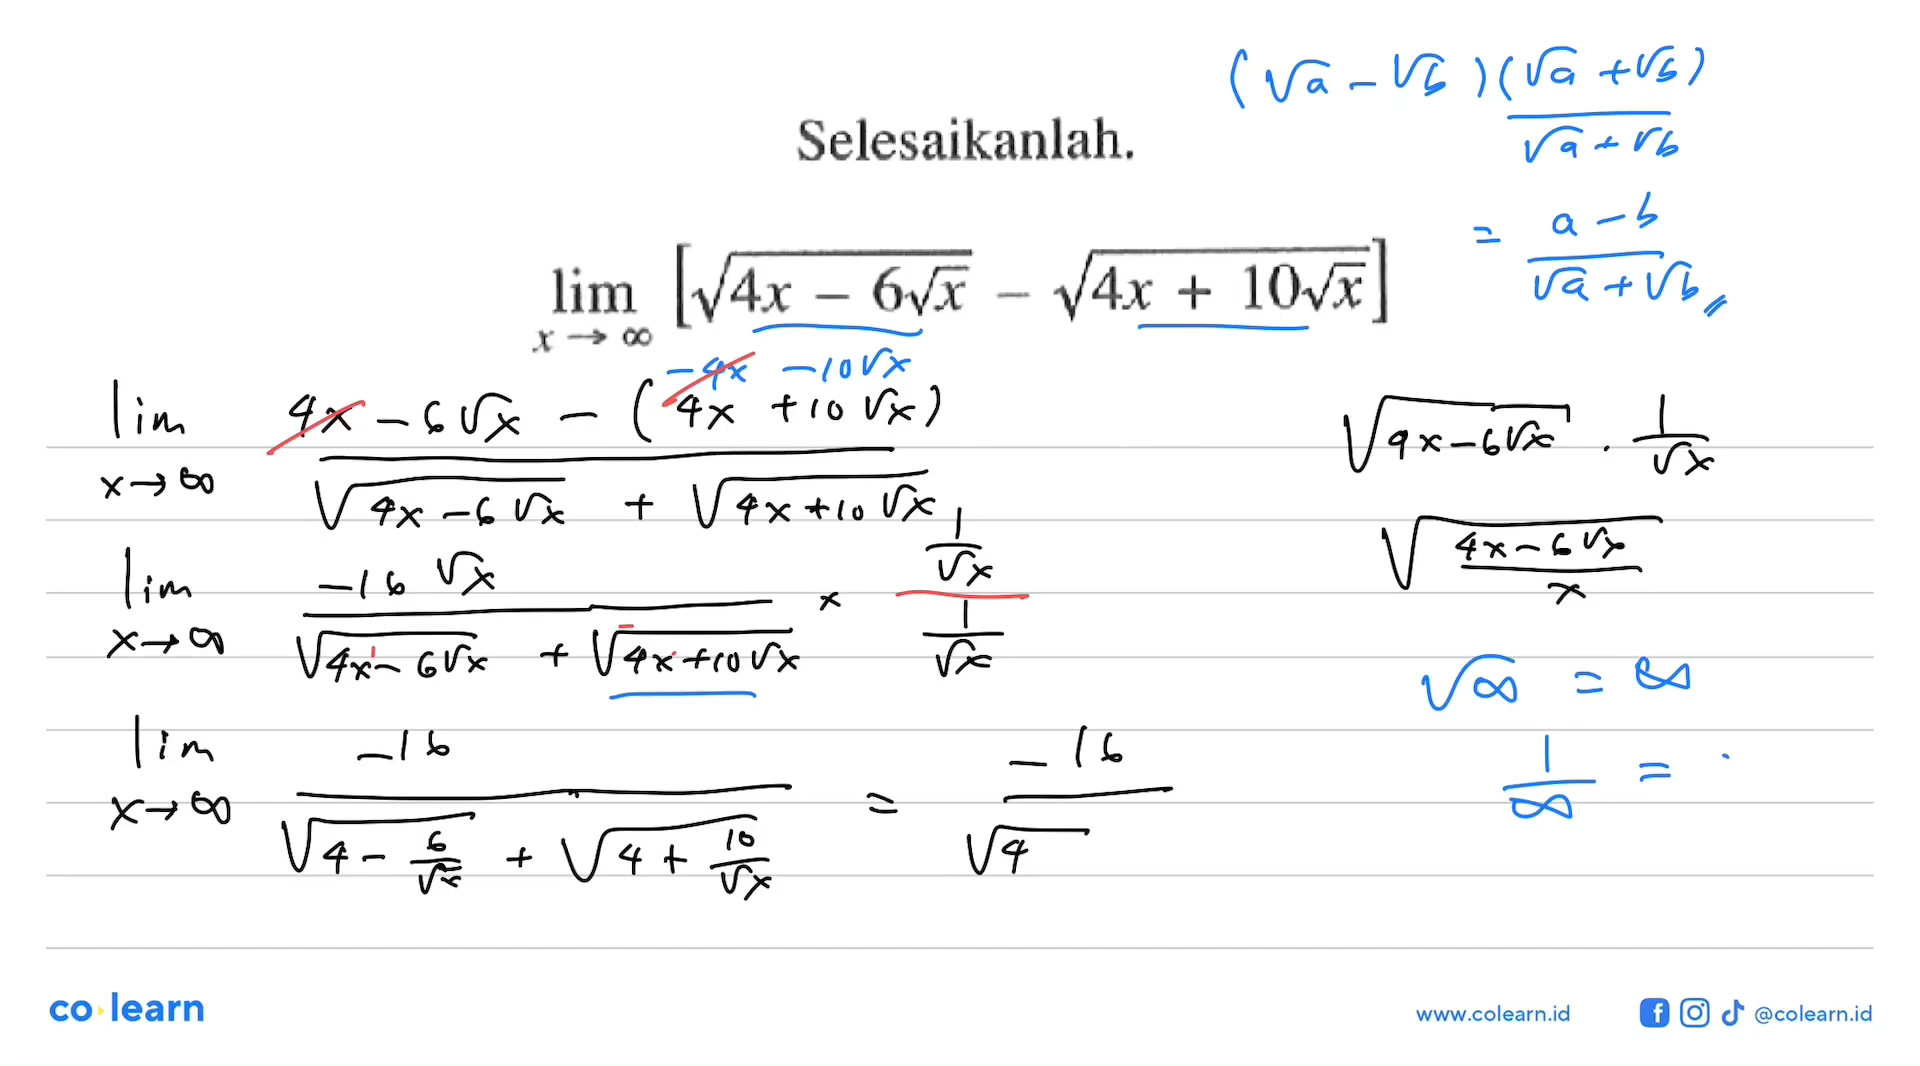 (√a − √b) (√a + √b) / √a + √b
Selesaikanlah.
= a − b / √a + √b
lim x → ∞ [√(4x − 6√x) − √(4x + 10√x)]
−4x −10√x
lim x→∞ 4x − 6√x − (4x + 10√x) / √(4x − 6√x) + √(4x + 10√x)
√(9x − 6√x) · 1/√x
√((4x − 6√x)/x)
lim x→∞ −16√x / √(4x − 6√x) + √(4x + 10√x) × (1/√x) / (1/√x)
√∞ = ∞
1/∞ =
lim x→∞ −16 / √(4 − 6/√x) + √(4 + 10/√x) = −16 / √4
co learn
www.colearn.id
@colearn.id